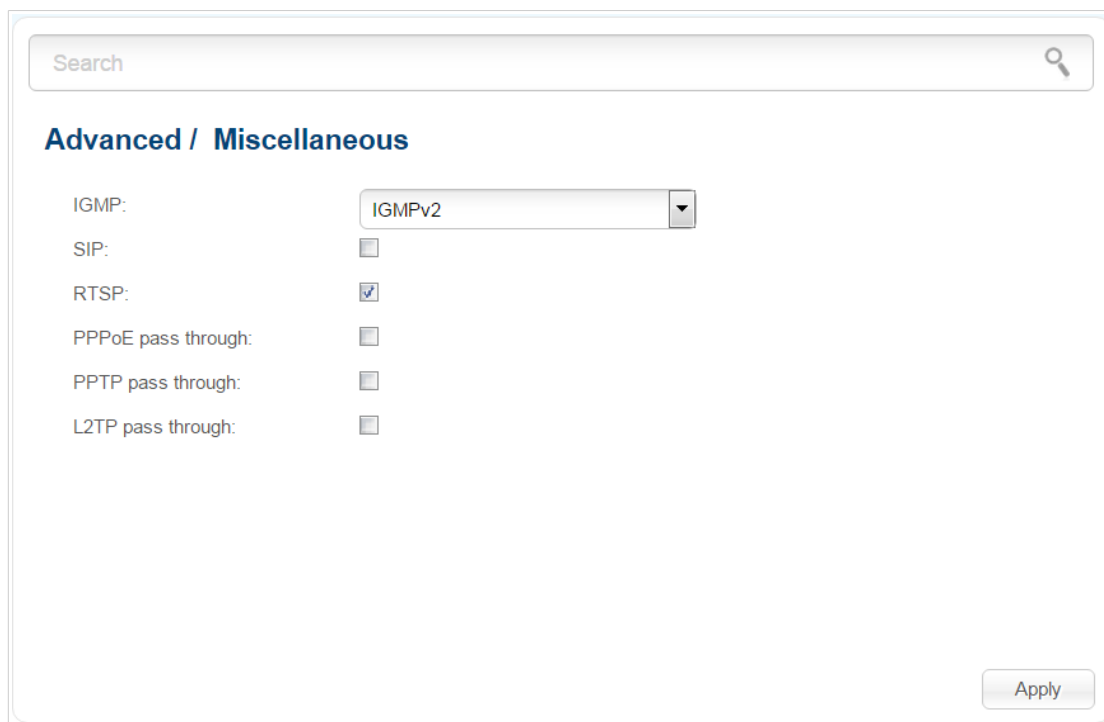 Search
Advanced / Miscellaneous
IGMP: IGMPv2
SIP:
RTSP:
PPPoE pass through:
PPTP pass through:
L2TP pass through:
Apply